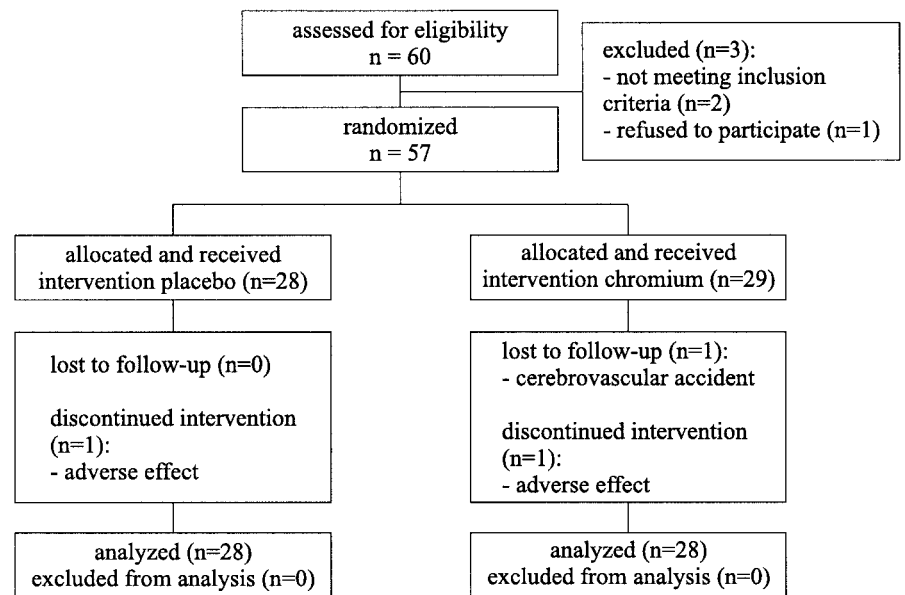 assessed for eligibility
n = 60
excluded (n=3):
- not meeting inclusion
criteria (n=2)
- refused to participate (n=1)
randomized
n = 57
allocated and received
intervention placebo (n=28)
allocated and received
intervention chromium (n=29)
lost to follow-up (n=0)
discontinued intervention
(n=1):
- adverse effect
lost to follow-up (n=1):
- cerebrovascular accident
discontinued intervention
(n=1):
- adverse effect
analyzed (n=28)
excluded from analysis (n=0)
analyzed (n=28)
excluded from analysis (n=0)